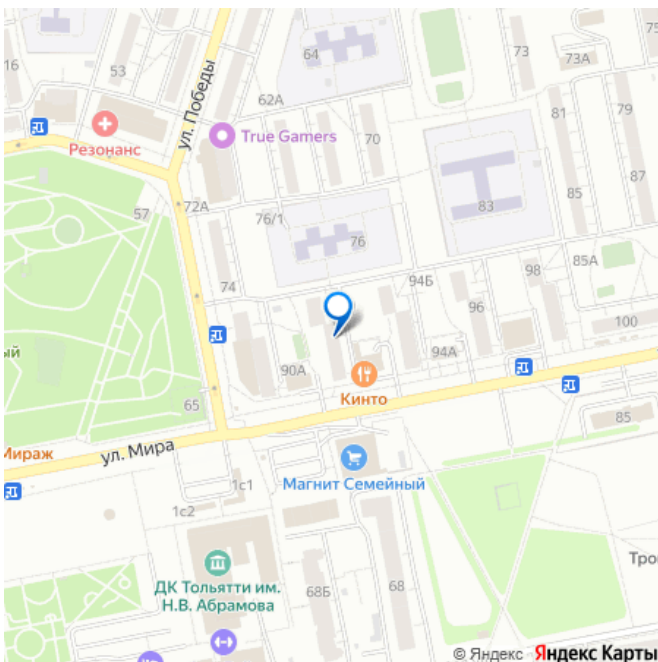 64
73
73А
16
53
ул. Победы
62А
81
79
Резонанс
True Gamers
70
85
87
57
72А
76/1
76
83
74
94Б
98
85А
96
100
ый
90А
94А
Кинто
65
85
Мираж
ул. Мира
Магнит Семейный
1с1
1с2
Тро
ДК Тольятти им.
Н.В. Абрамова
68Б
68
© Яндекс Яндекс Карты